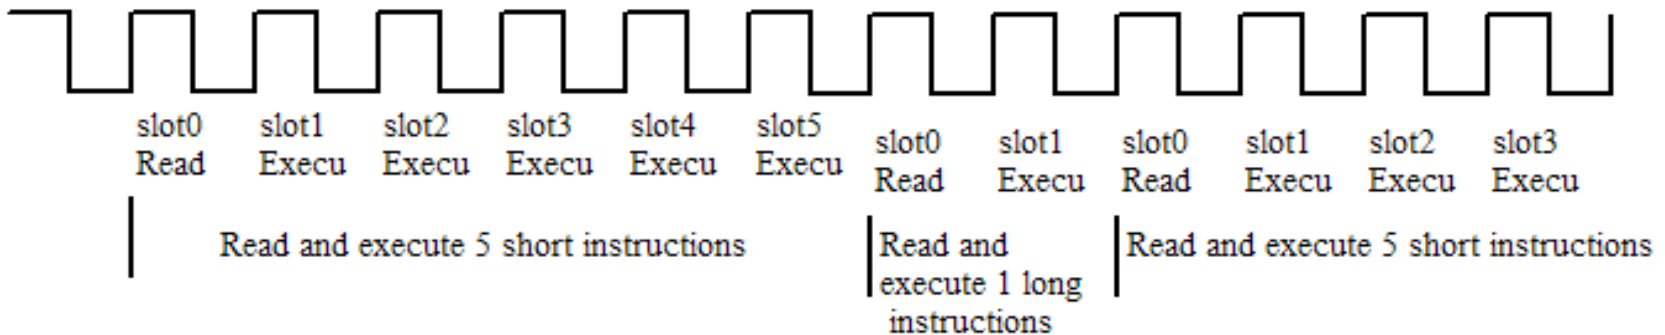 slot0 slot1 slot2 slot3 slot4 slot5
Read Execu Execu Execu Execu Execu
slot0 slot1 slot0 slot1 slot2 slot3
Read Execu Read Execu Execu Execu
Read and execute 5 short instructions
Read and
execute 1 long
instructions
Read and execute 5 short instructions